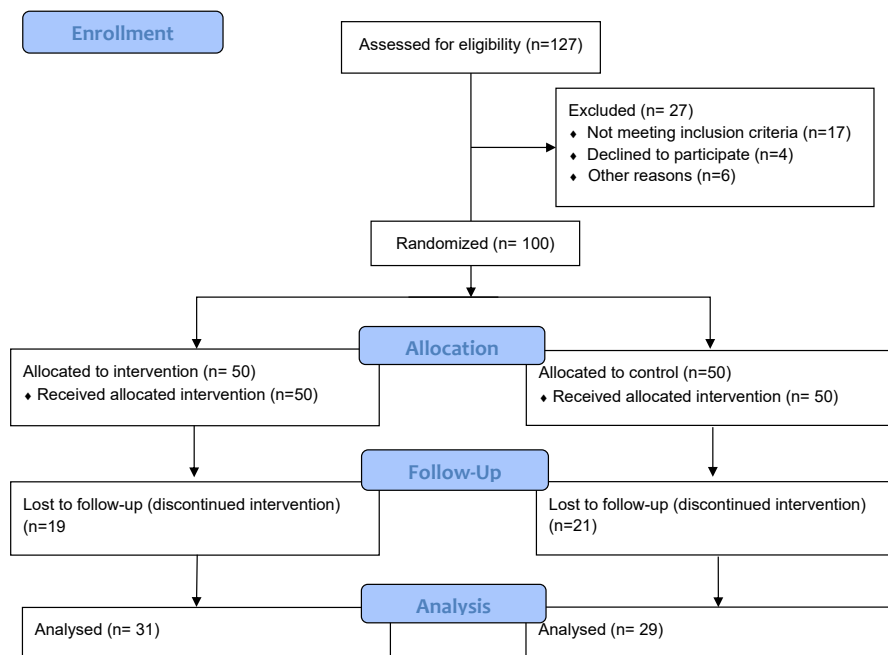 Enrollment
Assessed for eligibility (n=127)
Excluded (n= 27)
♦ Not meeting inclusion criteria (n=17)
♦ Declined to participate (n=4)
♦ Other reasons (n=6)
Randomized (n= 100)
Allocation
Allocated to intervention (n= 50)
♦ Received allocated intervention (n=50)
Allocated to control (n=50)
♦ Received allocated intervention (n= 50)
Follow-Up
Lost to follow-up (discontinued intervention)
(n=19
Lost to follow-up (discontinued intervention)
(n=21)
Analysis
Analysed (n= 31)
Analysed (n= 29)